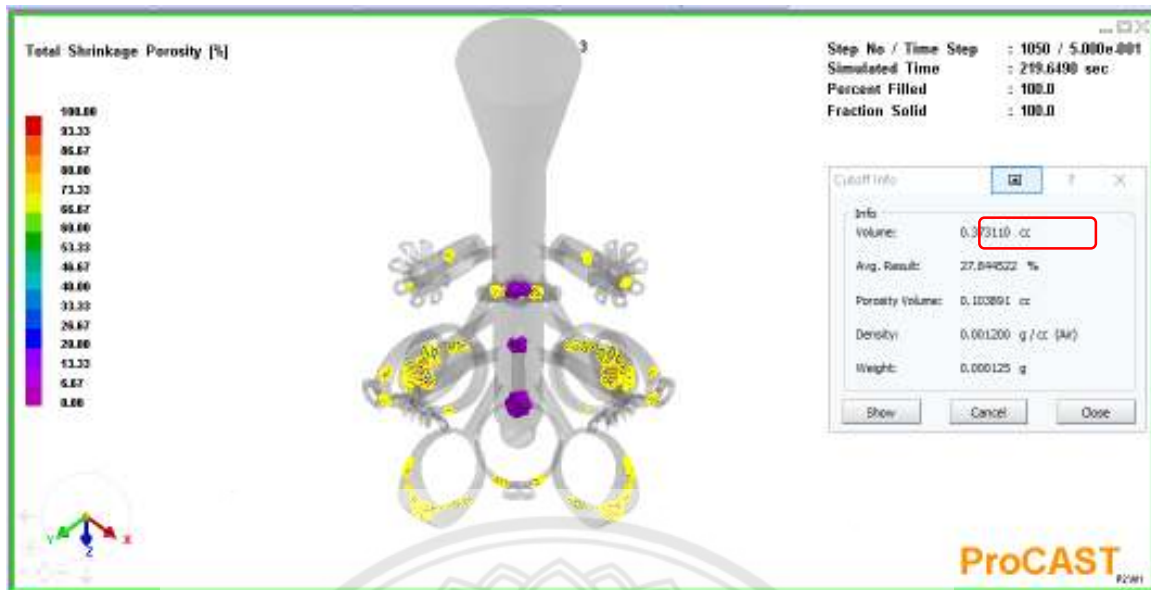 Total Shrinkage Porosity [%]
3
Step No / Time Step : 1050 / 5.000e-001
Simulated Time : 219.6490 sec
Percent Filled : 100.0
Fraction Solid : 100.0
100.00
93.33
86.67
80.00
73.33
66.67
60.00
53.33
46.67
40.00
33.33
26.67
20.00
13.33
6.67
0.00
Cutoff Info
?
Info
Volume: 0.373110 cc
Avg. Result: 27.844522 %
Porosity Volume: 0.103891 cc
Density: 0.001200 g / cc (Air)
Weight: 0.000125 g
Show Cancel Close
Y Z X
ProCAST